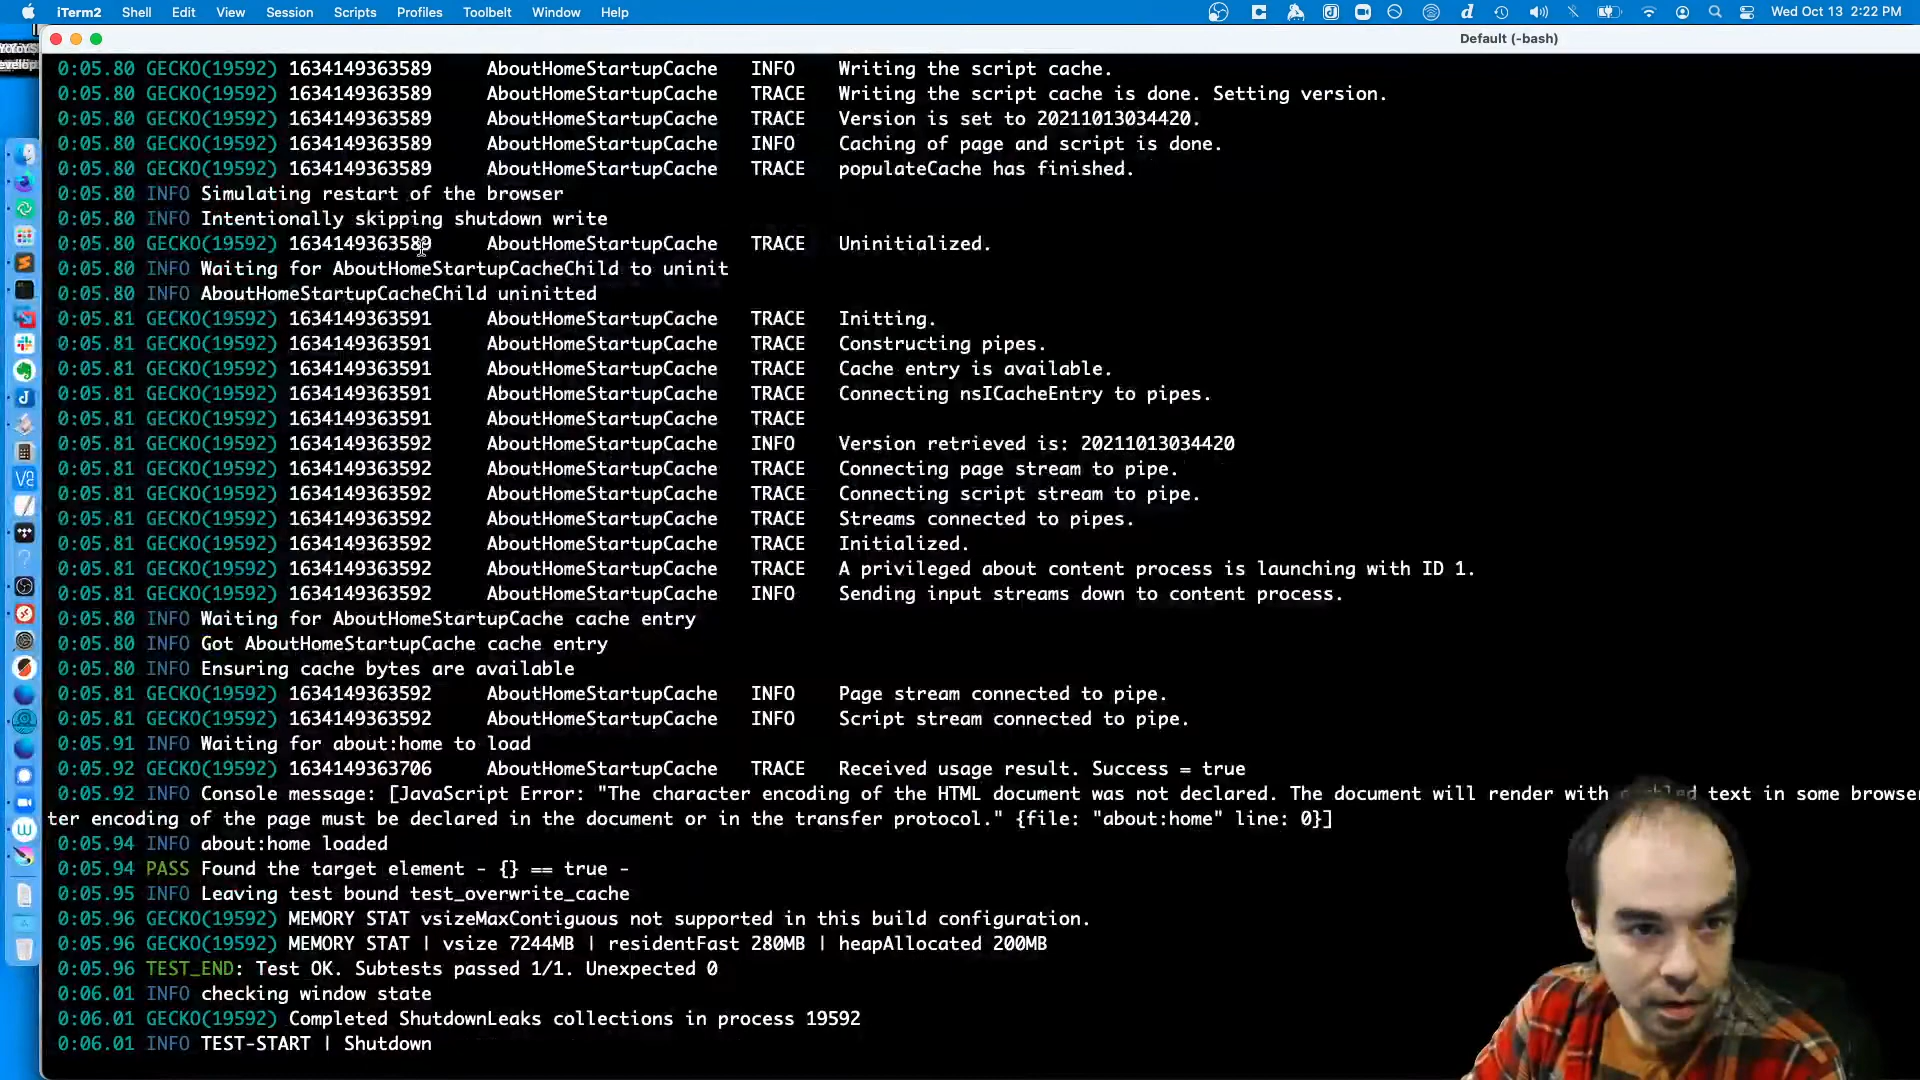 iTerm2 Shell Edit View Session Scripts Profiles Toolbelt Window Help Wed Oct 13 2:22 PM
Default (-bash)
0:05.80 GECKO(19592) 1634149363589 AboutHomeStartupCache INFO Writing the script cache.
0:05.80 GECKO(19592) 1634149363589 AboutHomeStartupCache TRACE Writing the script cache is done. Setting version.
0:05.80 GECKO(19592) 1634149363589 AboutHomeStartupCache TRACE Version is set to 20211013034420.
0:05.80 GECKO(19592) 1634149363589 AboutHomeStartupCache INFO Caching of page and script is done.
0:05.80 GECKO(19592) 1634149363589 AboutHomeStartupCache TRACE populateCache has finished.
0:05.80 INFO Simulating restart of the browser
0:05.80 INFO Intentionally skipping shutdown write
0:05.80 GECKO(19592) 1634149363589 AboutHomeStartupCache TRACE Uninitialized.
0:05.80 INFO Waiting for AboutHomeStartupCacheChild to uninit
0:05.80 INFO AboutHomeStartupCacheChild uninitted
0:05.81 GECKO(19592) 1634149363591 AboutHomeStartupCache TRACE Initting.
0:05.81 GECKO(19592) 1634149363591 AboutHomeStartupCache TRACE Constructing pipes.
0:05.81 GECKO(19592) 1634149363591 AboutHomeStartupCache TRACE Cache entry is available.
0:05.81 GECKO(19592) 1634149363591 AboutHomeStartupCache TRACE Connecting nsICacheEntry to pipes.
0:05.81 GECKO(19592) 1634149363591 AboutHomeStartupCache TRACE
0:05.81 GECKO(19592) 1634149363592 AboutHomeStartupCache INFO Version retrieved is: 20211013034420
0:05.81 GECKO(19592) 1634149363592 AboutHomeStartupCache TRACE Connecting page stream to pipe.
0:05.81 GECKO(19592) 1634149363592 AboutHomeStartupCache TRACE Connecting script stream to pipe.
0:05.81 GECKO(19592) 1634149363592 AboutHomeStartupCache TRACE Streams connected to pipes.
0:05.81 GECKO(19592) 1634149363592 AboutHomeStartupCache TRACE Initialized.
0:05.81 GECKO(19592) 1634149363592 AboutHomeStartupCache TRACE A privileged about content process is launching with ID 1.
0:05.81 GECKO(19592) 1634149363592 AboutHomeStartupCache INFO Sending input streams down to content process.
0:05.80 INFO Waiting for AboutHomeStartupCache cache entry
0:05.80 INFO Got AboutHomeStartupCache cache entry
0:05.80 INFO Ensuring cache bytes are available
0:05.81 GECKO(19592) 1634149363592 AboutHomeStartupCache INFO Page stream connected to pipe.
0:05.81 GECKO(19592) 1634149363592 AboutHomeStartupCache INFO Script stream connected to pipe.
0:05.91 INFO Waiting for about:home to load
0:05.92 GECKO(19592) 1634149363706 AboutHomeStartupCache TRACE Received usage result. Success = true
0:05.92 INFO Console message: [JavaScript Error: "The character encoding of the HTML document was not declared. The document will render with text in some browser
ter encoding of the page must be declared in the document or in the transfer protocol." {file: "about:home" line: 0}]
0:05.94 INFO about:home loaded
0:05.94 PASS Found the target element - {} == true -
0:05.95 INFO Leaving test bound test_overwrite_cache
0:05.96 GECKO(19592) MEMORY STAT vsizeMaxContiguous not supported in this build configuration.
0:05.96 GECKO(19592) MEMORY STAT | vsize 7244MB | residentFast 280MB | heapAllocated 200MB
0:05.96 TEST_END: Test OK. Subtests passed 1/1. Unexpected 0
0:06.01 INFO checking window state
0:06.01 GECKO(19592) Completed ShutdownLeaks collections in process 19592
0:06.01 INFO TEST-START | Shutdown